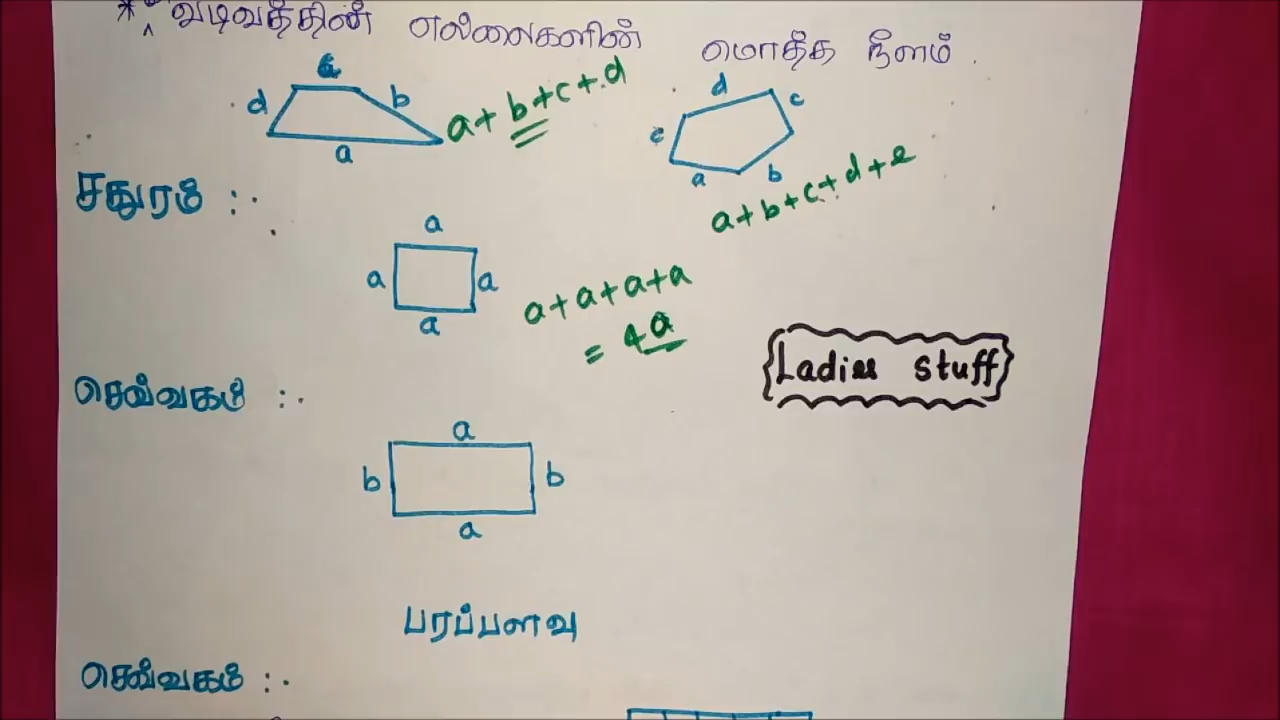 * வடிவத்தின் எல்லைகளின் மொத்த நீளம்.
d b a
a+b+c+d
d c e a b
a+b+c+d+e
சதுரம் :-
a
a a
a
a+a+a+a
= 4a
Ladies stuff
செவ்வகம் :-
a
b b
a
பரப்பளவு
செவ்வகம் :-